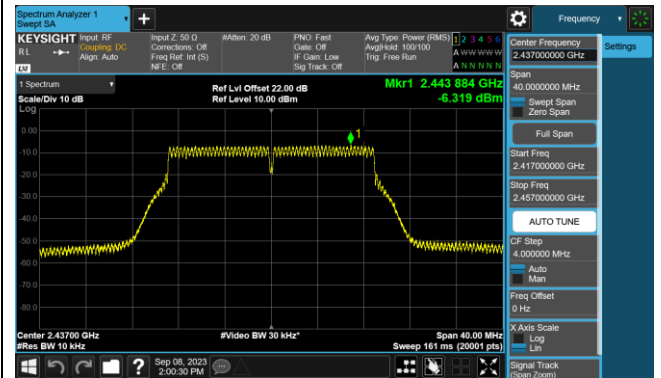 Spectrum Analyzer 1
Swept SA
Frequency
KEYSIGHT
RL
LXI
Input: RF
Coupling: DC
Align: Auto
Input Z: 50 Ω
Corrections: Off
Freq Ref: Int (S)
NFE: Off
#Atten: 20 dB
PNO: Fast
Gate: Off
IF Gain: Low
Sig Track: Off
Avg Type: Power (RMS)
Avg|Hold: 100/100
Trig: Free Run
1 2 3 4 5 6
A W W W W W
A N N N N N
1 Spectrum
Scale/Div 10 dB
Log
Ref Lvl Offset 22.00 dB
Ref Level 10.00 dBm
Mkr1 2.443 884 GHz
-6.319 dBm
1
0.00
-10.0
-20.0
-30.0
-40.0
-50.0
-60.0
-70.0
-80.0
Center 2.43700 GHz
#Res BW 10 kHz
#Video BW 30 kHz*
Span 40.00 MHz
Sweep 161 ms (20001 pts)
Sep 08, 2023
2:00:30 PM
Center Frequency
2.437000000 GHz
Settings
Span
40.0000000 MHz
Swept Span
Zero Span
Full Span
Start Freq
2.417000000 GHz
Stop Freq
2.457000000 GHz
AUTO TUNE
CF Step
4.000000 MHz
Auto
Man
Freq Offset
0 Hz
X Axis Scale
Log
Lin
Signal Track
(Span Zoom)